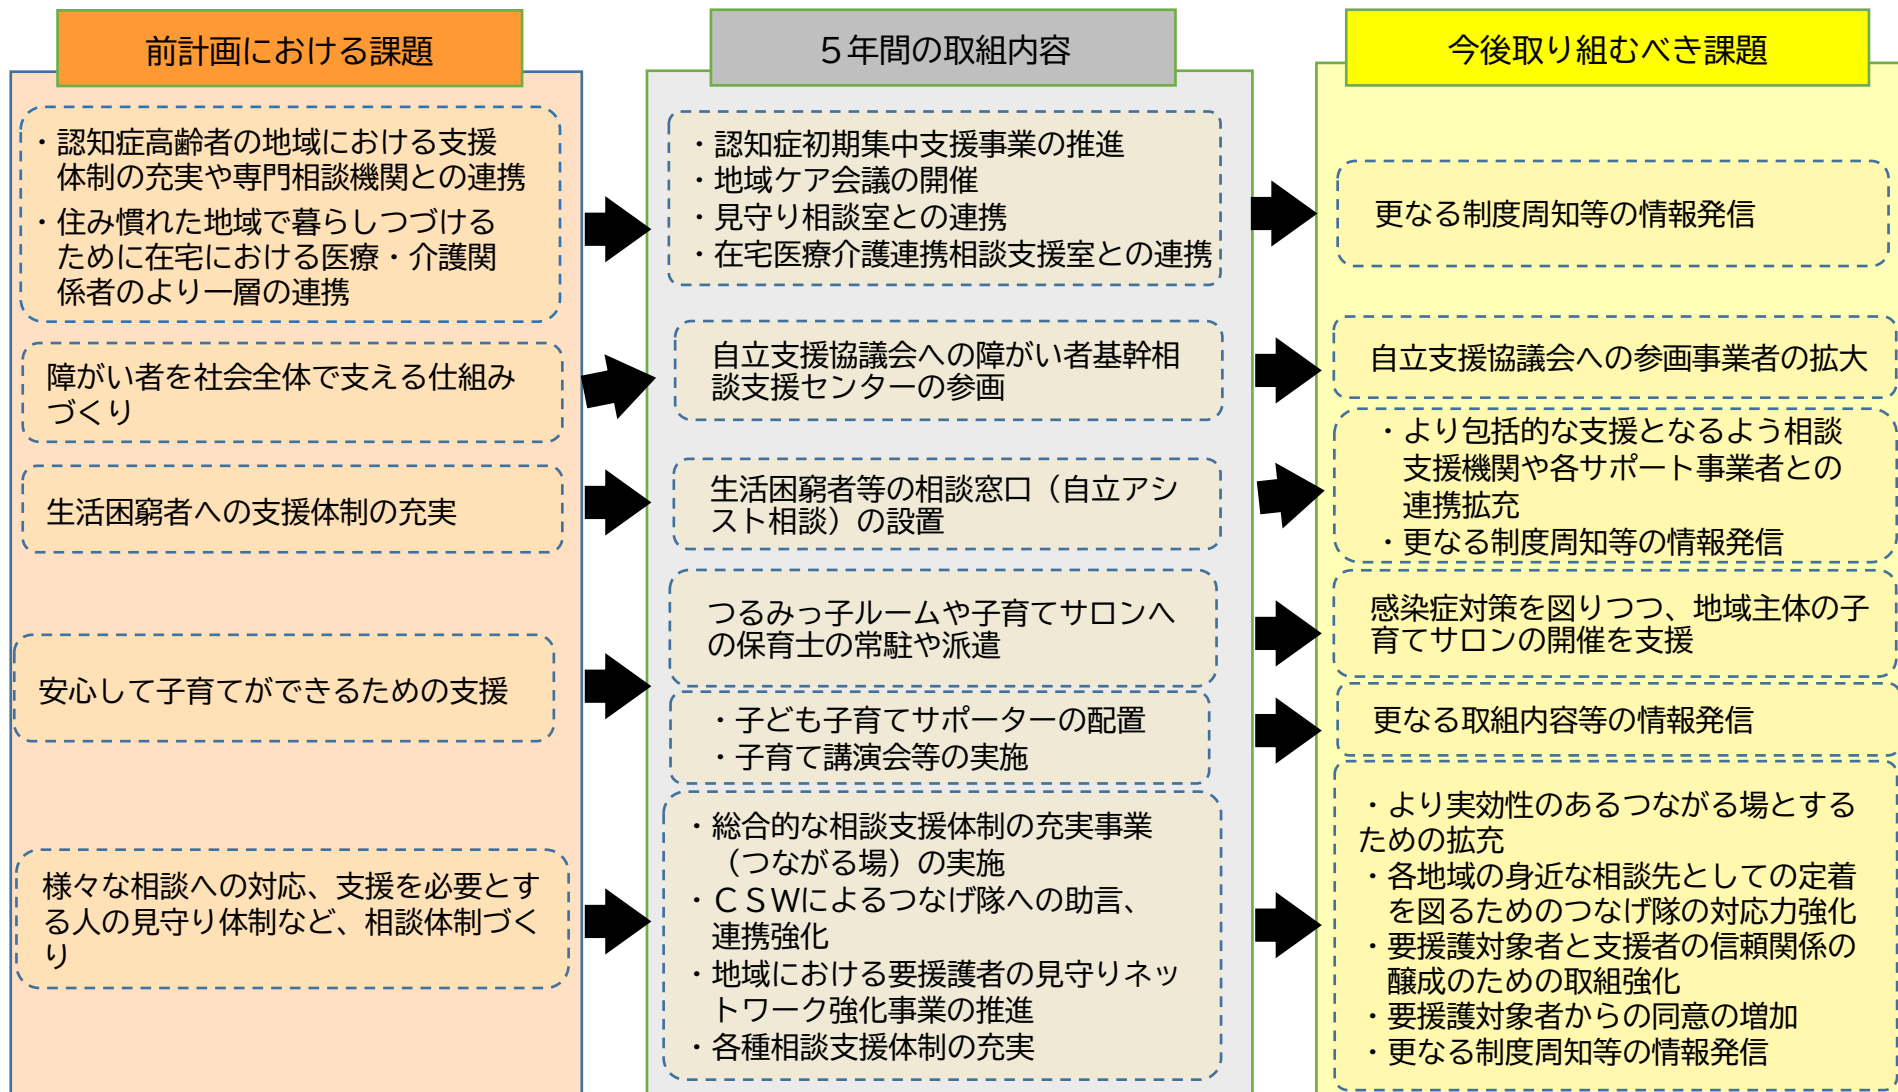 前計画における課題
・認知症高齢者の地域における支援
体制の充実や専門相談機関との連携
・住み慣れた地域で暮らしつづける
ために在宅における医療・介護関
係者のより一層の連携
障がい者を社会全体で支える仕組み
づくり
生活困窮者への支援体制の充実
安心して子育てができるための支援
様々な相談への対応、支援を必要とす
る人の見守り体制など、相談体制づく
り
５年間の取組内容
・認知症初期集中支援事業の推進
・地域ケア会議の開催
・見守り相談室との連携
・在宅医療介護連携相談支援室との連携
自立支援協議会への障がい者基幹相
談支援センターの参画
生活困窮者等の相談窓口（自立アシ
スト相談）の設置
つるみっ子ルームや子育てサロンへ
の保育士の常駐や派遣
・子ども子育てサポーターの配置
・子育て講演会等の実施
・総合的な相談支援体制の充実事業
（つながる場）の実施
・ＣＳＷによるつなげ隊への助言、
連携強化
・地域における要援護者の見守りネッ
トワーク強化事業の推進
・各種相談支援体制の充実
今後取り組むべき課題
更なる制度周知等の情報発信
自立支援協議会への参画事業者の拡大
・より包括的な支援となるよう相談
支援機関や各サポート事業者との
連携拡充
・更なる制度周知等の情報発信
感染症対策を図りつつ、地域主体の子
育てサロンの開催を支援
更なる取組内容等の情報発信
・より実効性のあるつながる場とする
ための拡充
・各地域の身近な相談先としての定着
を図るためのつなげ隊の対応力強化
・要援護対象者と支援者の信頼関係の
醸成のための取組強化
・要援護対象者からの同意の増加
・更なる制度周知等の情報発信